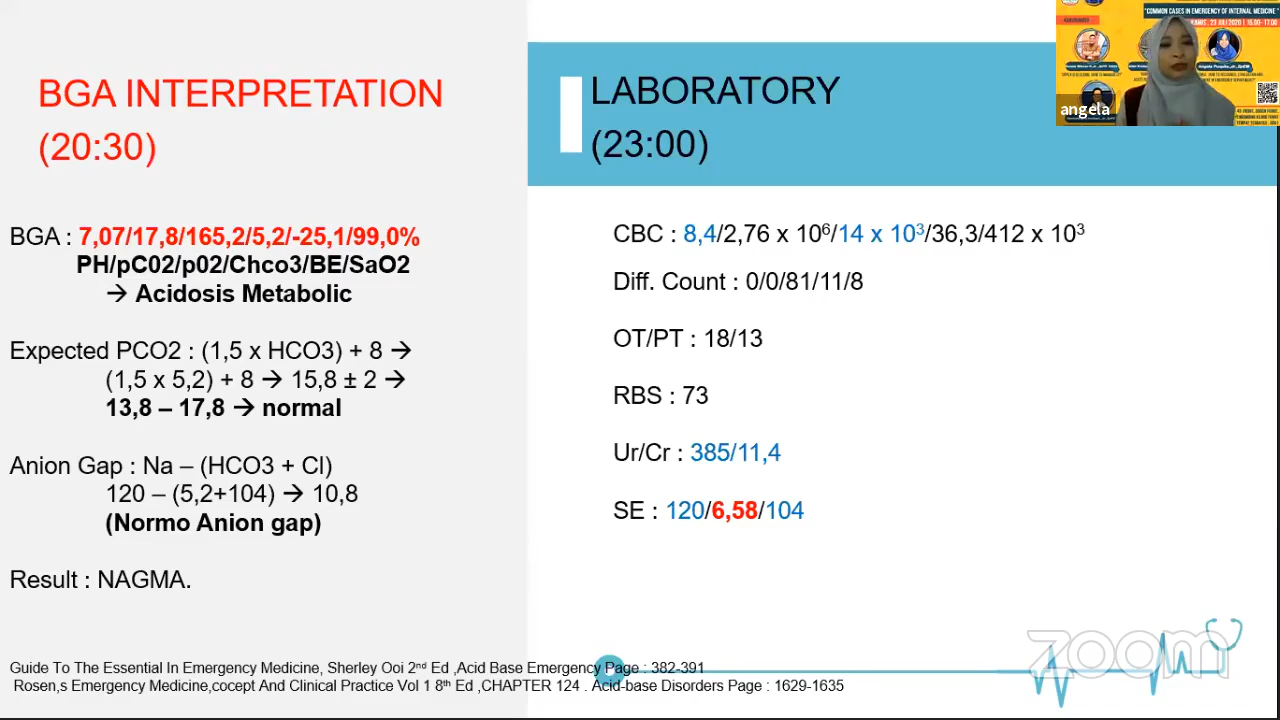 BGA INTERPRETATION
(20:30)
BGA : 7,07/17,8/165,2/5,2/-25,1/99,0%
PH/pC02/p02/Chco3/BE/SaO2
→ Acidosis Metabolic
Expected PCO2 : (1,5 x HCO3) + 8 →
(1,5 x 5,2) + 8 → 15,8 ± 2 →
13,8 – 17,8 → normal
Anion Gap : Na – (HCO3 + Cl)
120 – (5,2+104) → 10,8
(Normo Anion gap)
Result : NAGMA.
LABORATORY
(23:00)
CBC : 8,4/2,76 x 10⁶/14 x 10³/36,3/412 x 10³
Diff. Count : 0/0/81/11/8
OT/PT : 18/13
RBS : 73
Ur/Cr : 385/11,4
SE : 120/6,58/104
Guide To The Essential In Emergency Medicine, Sherley Ooi 2ⁿᵈ Ed ,Acid Base Emergency Page : 382-391
Rosen,s Emergency Medicine,cocept And Clinical Practice Vol 1 8ᵗʰ Ed ,CHAPTER 124 . Acid-base Disorders Page : 1629-1635
"COMMON CASES IN EMERGENCY OF INTERNAL MEDICINE"
23 JULI 2020 | 15.00-17.00
angela
zoom